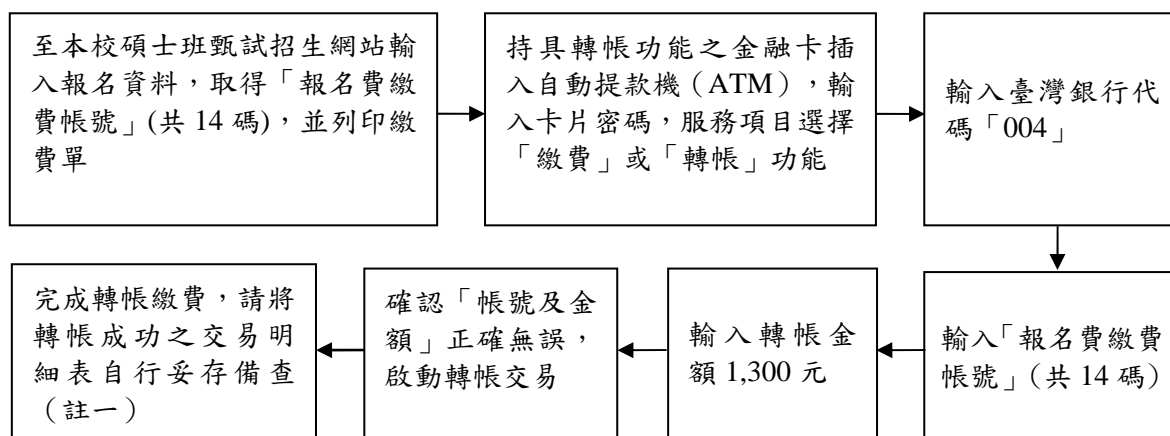 至本校碩士班甄試招生網站輸
入報名資料，取得「報名費繳
費帳號」(共 14 碼)，並列印繳
費單
持具轉帳功能之金融卡插
入自動提款機（ATM），輸
入卡片密碼，服務項目選擇
「繳費」或「轉帳」功能
輸入臺灣銀行代
碼「004」
輸入「報名費繳費
帳號」（共 14 碼）
輸入轉帳金
額 1,300 元
確認「帳號及金
額」正確無誤，
啟動轉帳交易
完成轉帳繳費，請將
轉帳成功之交易明
細表自行妥存備查
（註一）